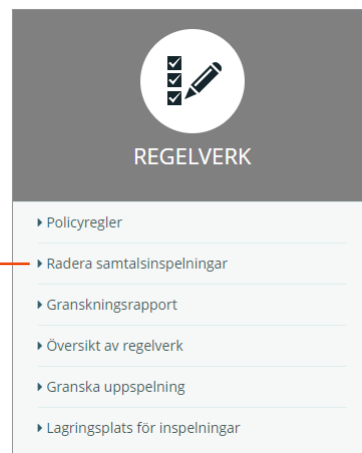 REGELVERK
Policyregler
Radera samtalsinspelningar
Granskningsrapport
Översikt av regelverk
Granska uppspelning
Lagringsplats för inspelningar